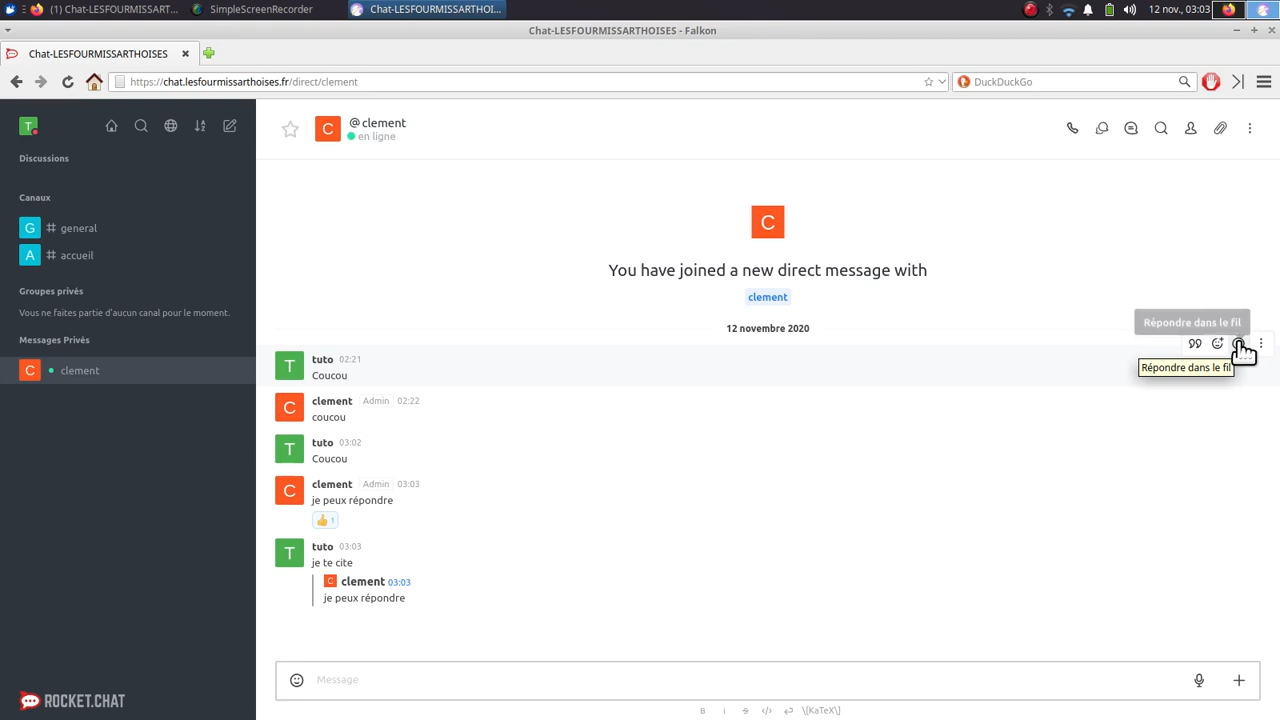 (1) Chat-LESFOURMISSART...
SimpleScreenRecorder
Chat-LESFOURMISSARTHOI...
12 nov., 03:03
Chat-LESFOURMISSARTHOISES - Falkon
Chat-LESFOURMISSARTHOISES
https://chat.lesfourmissarthoises.fr/direct/clement
DuckDuckGo
T
Discussions
Canaux
G # general
A # accueil
Groupes privés
Vous ne faites partie d'aucun canal pour le moment.
Messages Privés
C clement
ROCKET.CHAT
C @ clement
en ligne
C
You have joined a new direct message with
clement
12 novembre 2020
Répondre dans le fil
Répondre dans le fil
T tuto 02:21
Coucou
C clement Admin 02:22
coucou
T tuto 03:02
Coucou
C clement Admin 03:03
je peux répondre
👍 1
T tuto 03:03
je te cite
C clement 03:03
je peux répondre
Message
B i S </> \[KaTeX\]